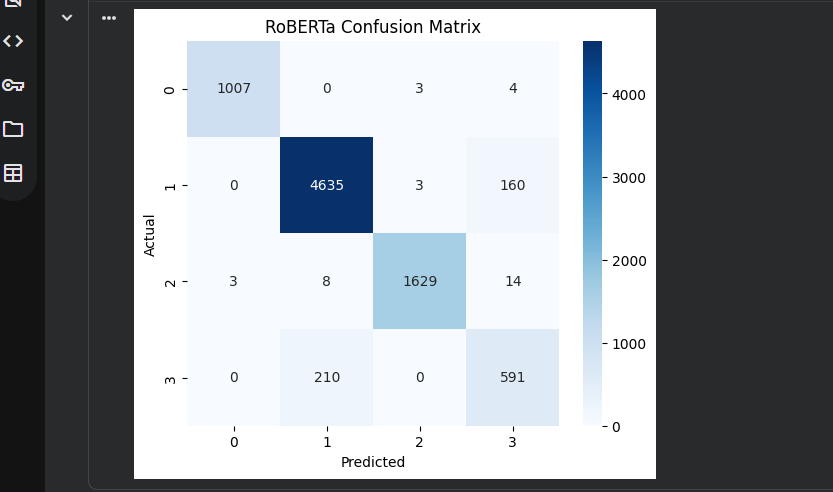 RoBERTa Confusion Matrix
0 1007 0 3 4
1 0 4635 3 160
2 3 8 1629 14
3 0 210 0 591
0 1 2 3
Predicted
Actual
4000
3000
2000
1000
0